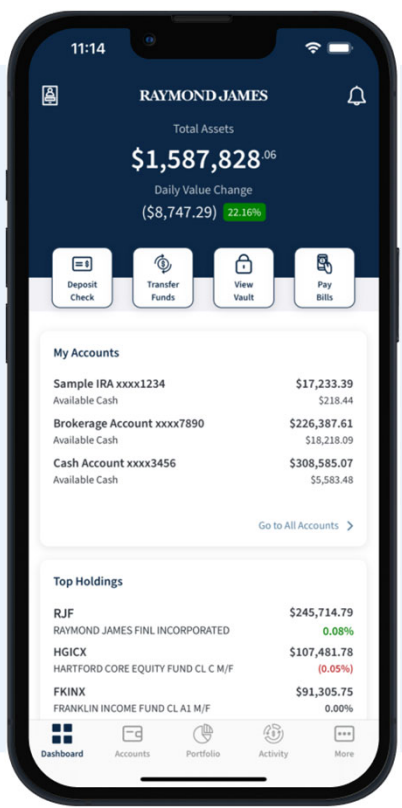 11:14
RAYMOND JAMES
Total Assets
$1,587,828.06
Daily Value Change
($8,747.29) 22.16%
Deposit Check
Transfer Funds
View Vault
Pay Bills
My Accounts
Sample IRA xxxx1234 $17,233.39
Available Cash $218.44
Brokerage Account xxxx7890 $226,387.61
Available Cash $18,218.09
Cash Account xxxx3456 $308,585.07
Available Cash $5,583.48
Go to All Accounts
Top Holdings
RJF $245,714.79
RAYMOND JAMES FINL INCORPORATED 0.08%
HGICX $107,481.78
HARTFORD CORE EQUITY FUND CL C M/F (0.05%)
FKINX $91,305.75
FRANKLIN INCOME FUND CL A1 M/F 0.00%
Dashboard Accounts Portfolio Activity More